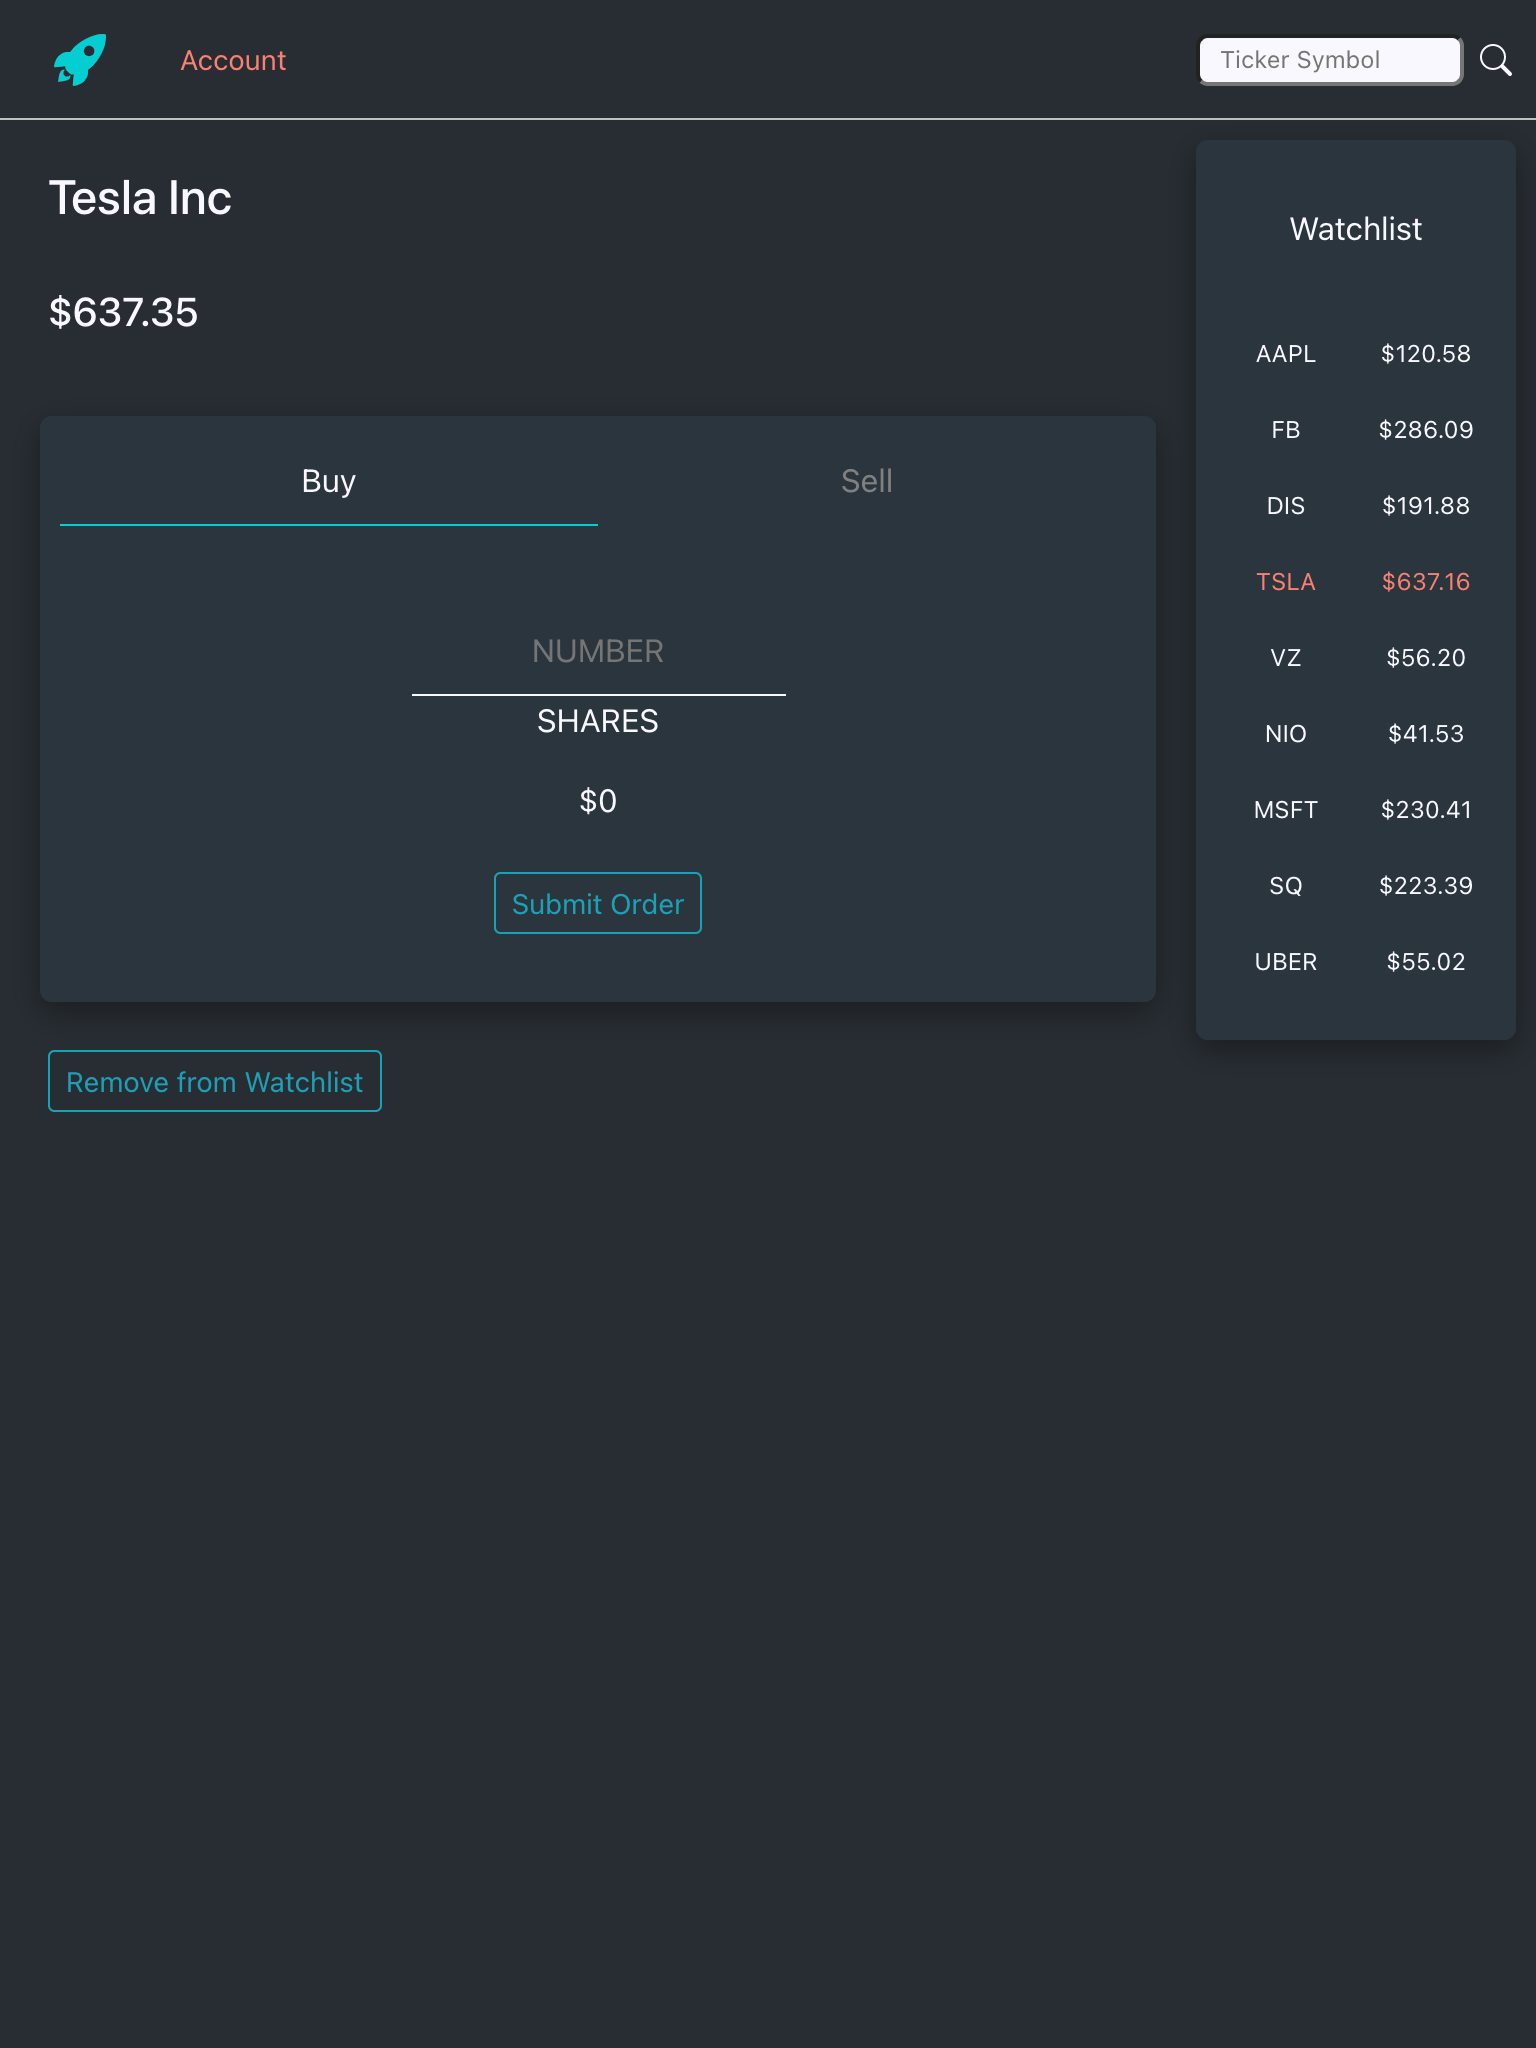 Account
Ticker Symbol
Tesla Inc
$637.35
Buy
Sell
NUMBER
SHARES
$0
Submit Order
Remove from Watchlist
Watchlist
AAPL $120.58
FB $286.09
DIS $191.88
TSLA $637.16
VZ $56.20
NIO $41.53
MSFT $230.41
SQ $223.39
UBER $55.02